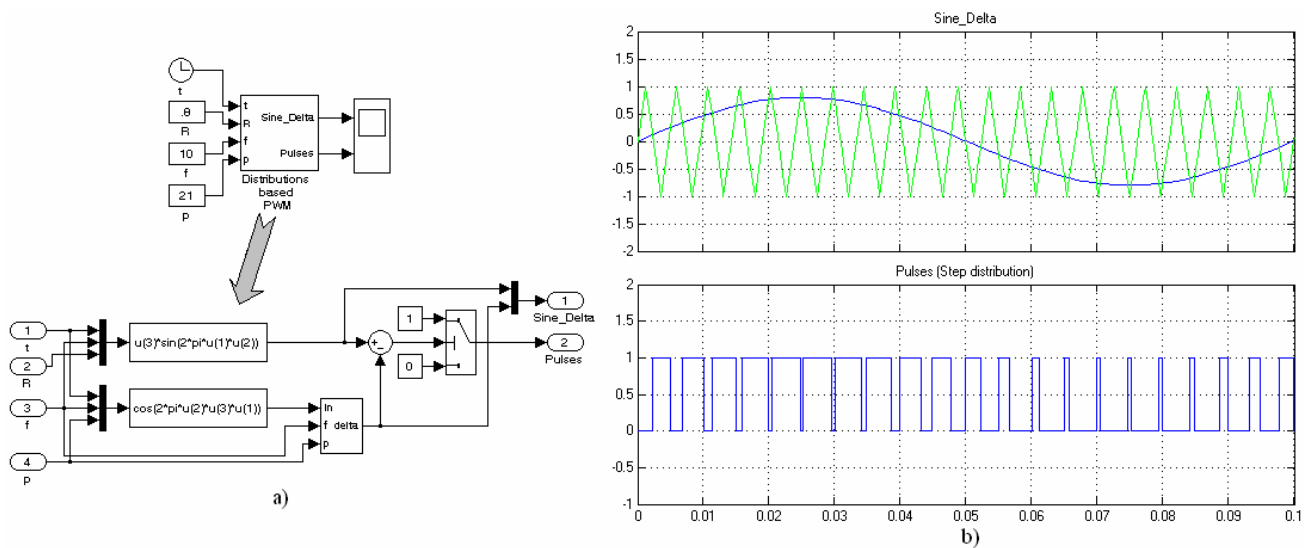 t
.8
R
10
f
21
p
t
R
f
p
Sine_Delta
Pulses
Distributions
based
PWM
1
t
2
R
3
f
4
p
u(3)*sin(2*pi*u(1)*u(2))
cos(2*pi*u(2)*u(3)*u(1))
In
f
p
delta
+
-
1
0
1
Sine_Delta
2
Pulses
a)
Sine_Delta
2
1.5
1
0.5
0
-0.5
-1
-1.5
-2
Pulses (Step distribution)
2
1.5
1
0.5
0
-0.5
-1
0
0.01
0.02
0.03
0.04
0.05
0.06
0.07
0.08
0.09
0.1
b)